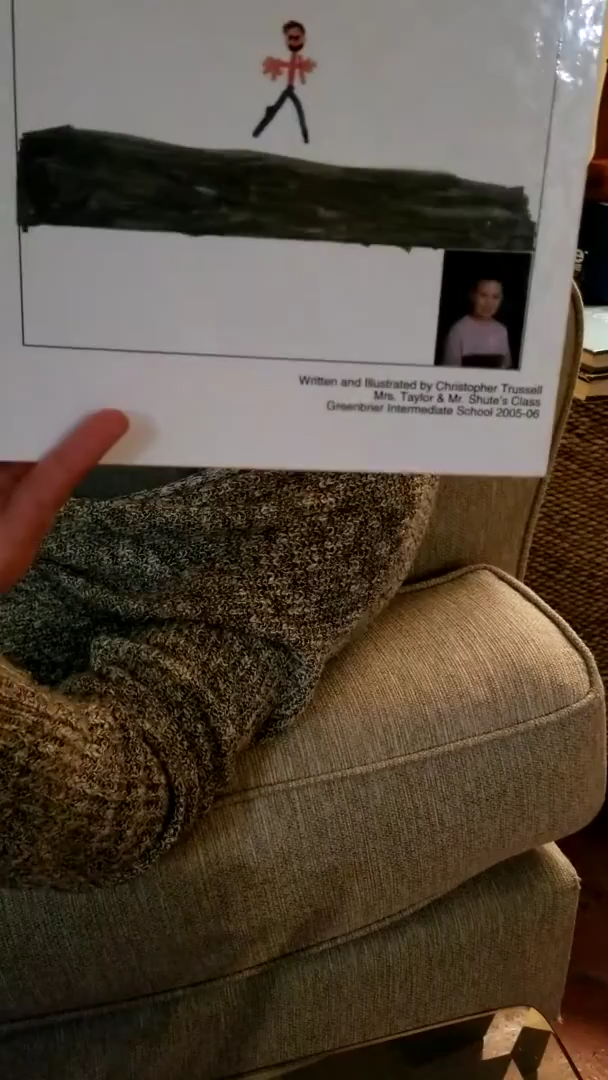 Written and Illustrated by Christopher Trussell
Mrs. Taylor & Mr. Shute's Class
Greenbrier Intermediate School 2005-06